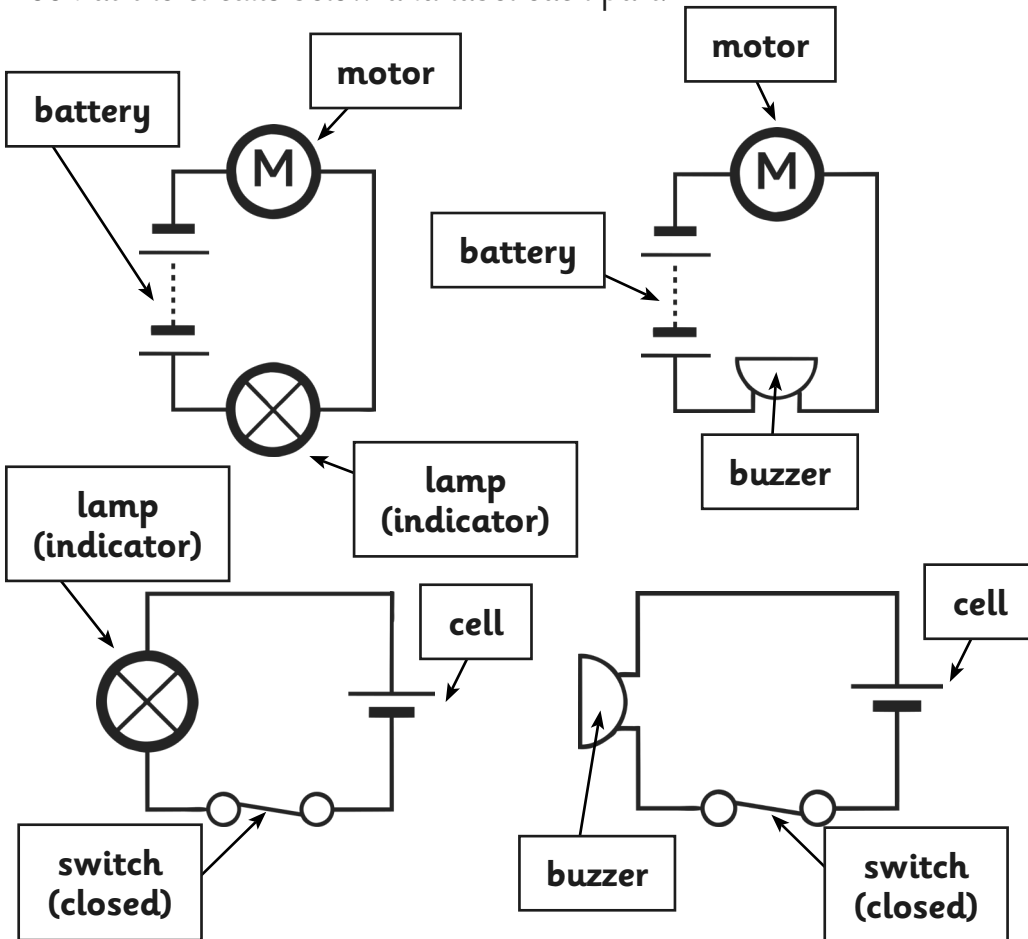 motor
motor
battery
M
M
battery
buzzer
lamp
(indicator)
lamp
(indicator)
cell
cell
switch
(closed)
buzzer
switch
(closed)